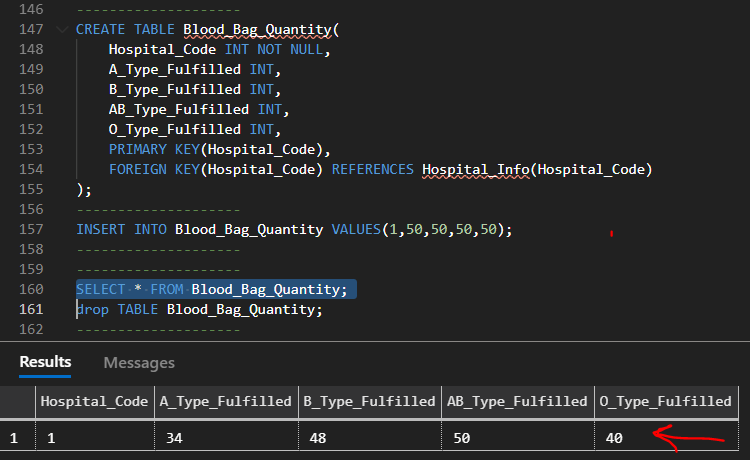 146 --------------------
147 CREATE TABLE Blood_Bag_Quantity(
148 Hospital_Code INT NOT NULL,
149 A_Type_Fulfilled INT,
150 B_Type_Fulfilled INT,
151 AB_Type_Fulfilled INT,
152 O_Type_Fulfilled INT,
153 PRIMARY KEY(Hospital_Code),
154 FOREIGN KEY(Hospital_Code) REFERENCES Hospital_Info(Hospital_Code)
155 );
156 --------------------
157 INSERT INTO Blood_Bag_Quantity VALUES(1,50,50,50,50);
158 --------------------
159 --------------------
160 SELECT * FROM Blood_Bag_Quantity;
161 drop TABLE Blood_Bag_Quantity;
162 --------------------
Results Messages
Hospital_Code A_Type_Fulfilled B_Type_Fulfilled AB_Type_Fulfilled O_Type_Fulfilled
1 1 34 48 50 40